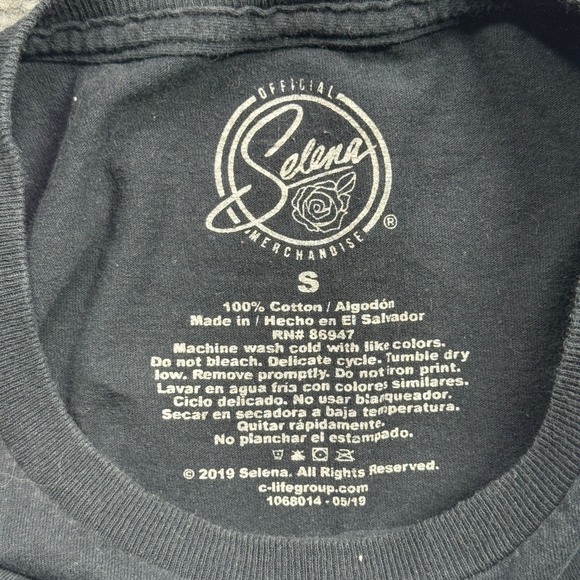 OFFICIAL
Selena
MERCHANDISE ®
S
100% Cotton / Algodón
Made in / Hecho en El Salvador
RN# 86947
Machine wash cold with like colors.
Do not bleach. Delicate cycle. Tumble dry
low. Remove promptly. Do not iron print.
Lavar en agua fría con colores similares.
Ciclo delicado. No usar blanqueador.
Secar en secadora a baja temperatura.
Quitar rápidamente.
No planchar el estampado.
© 2019 Selena. All Rights Reserved.
c-lifegroup.com
1068014 - 05/19